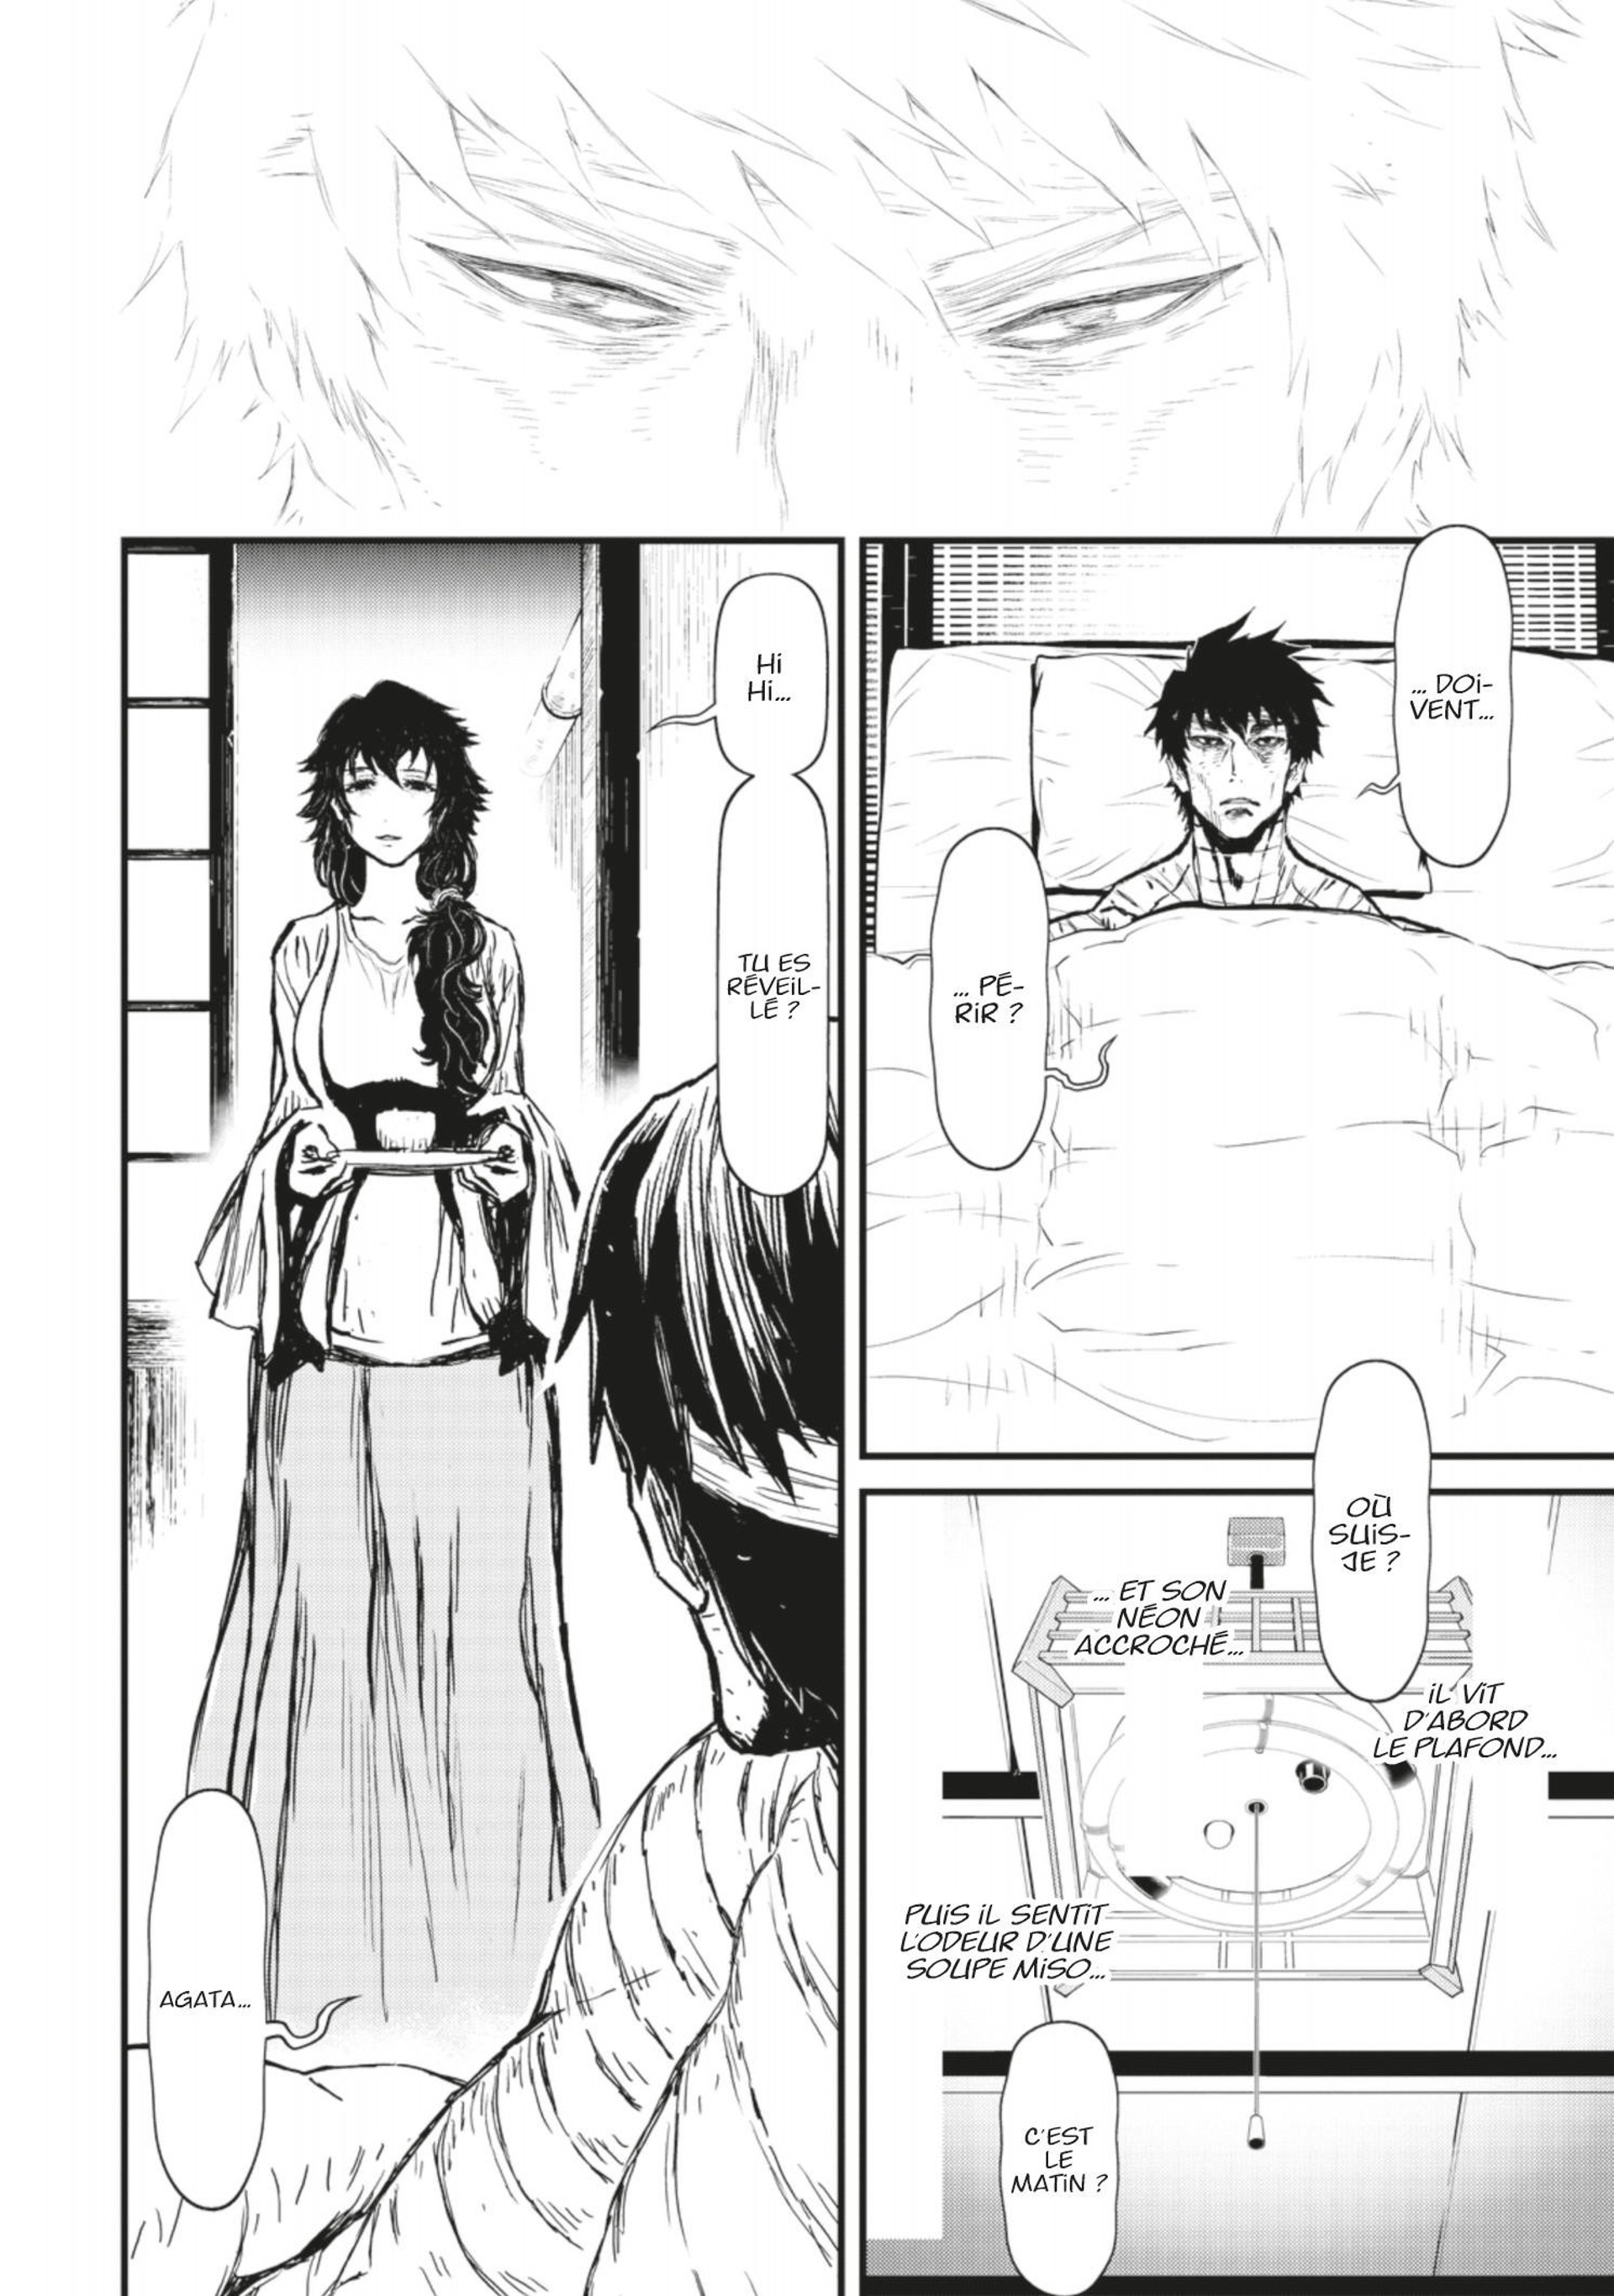 ... DOI-
VENT...
... PÉ-
RIR ?
OÙ
SUIS-
JE ?
IL VIT
D'ABORD
LE PLAFOND...
... ET SON
NÉON
ACCROCHÉ...
PUIS IL SENTIT
L'ODEUR D'UNE
SOUPE MISO...
C'EST
LE
MATIN ?
HI
HI...
TU ES
RÉVEIL-
LÉ ?
AGATA...